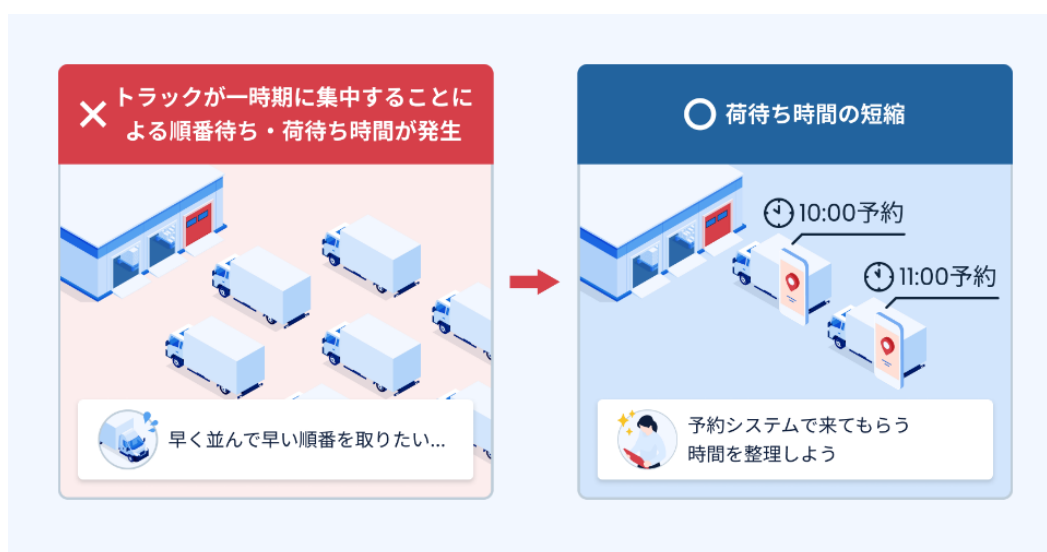 トラックが一時期に集中することに
よる順番待ち・荷待ち時間が発生
早く並んで早い順番を取りたい...
荷待ち時間の短縮
10:00予約
11:00予約
予約システムで来てもらう
時間を整理しよう